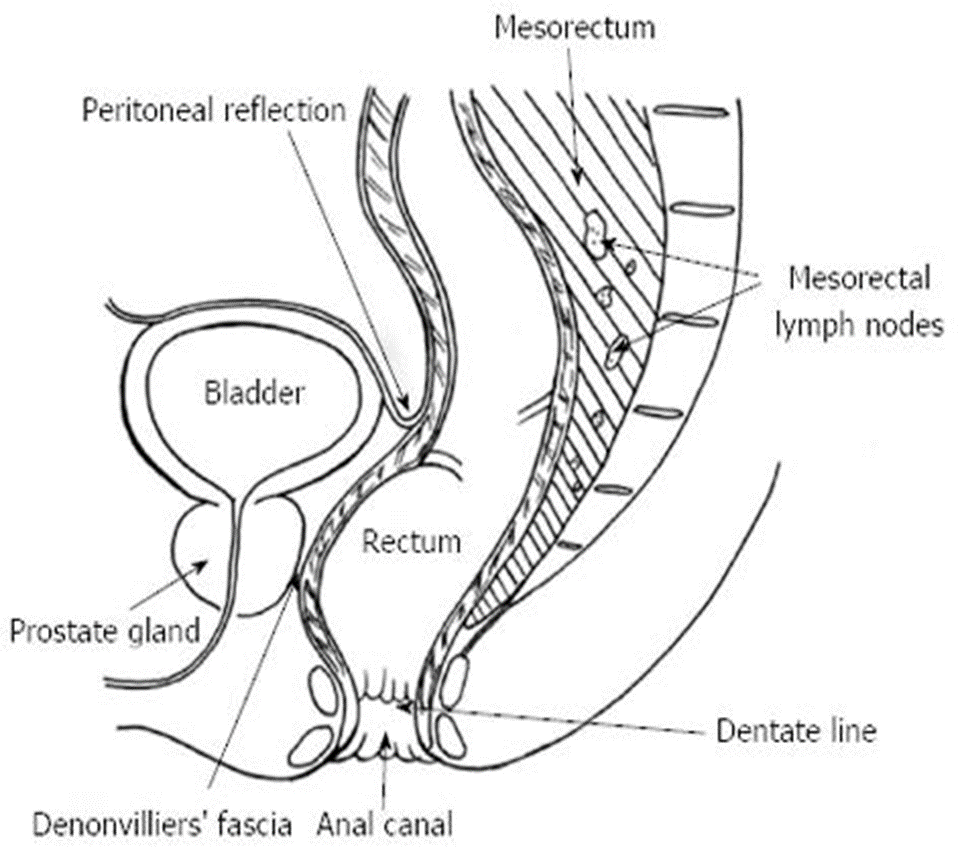 Mesorectum
Peritoneal reflection
Mesorectal
lymph nodes
Bladder
Rectum
Prostate gland
Dentate line
Denonvilliers' fascia
Anal canal